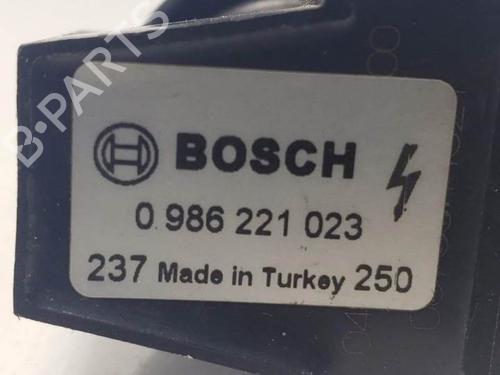 B-PARTS
BOSCH
0 986 221 023
237 Made in Turkey 250